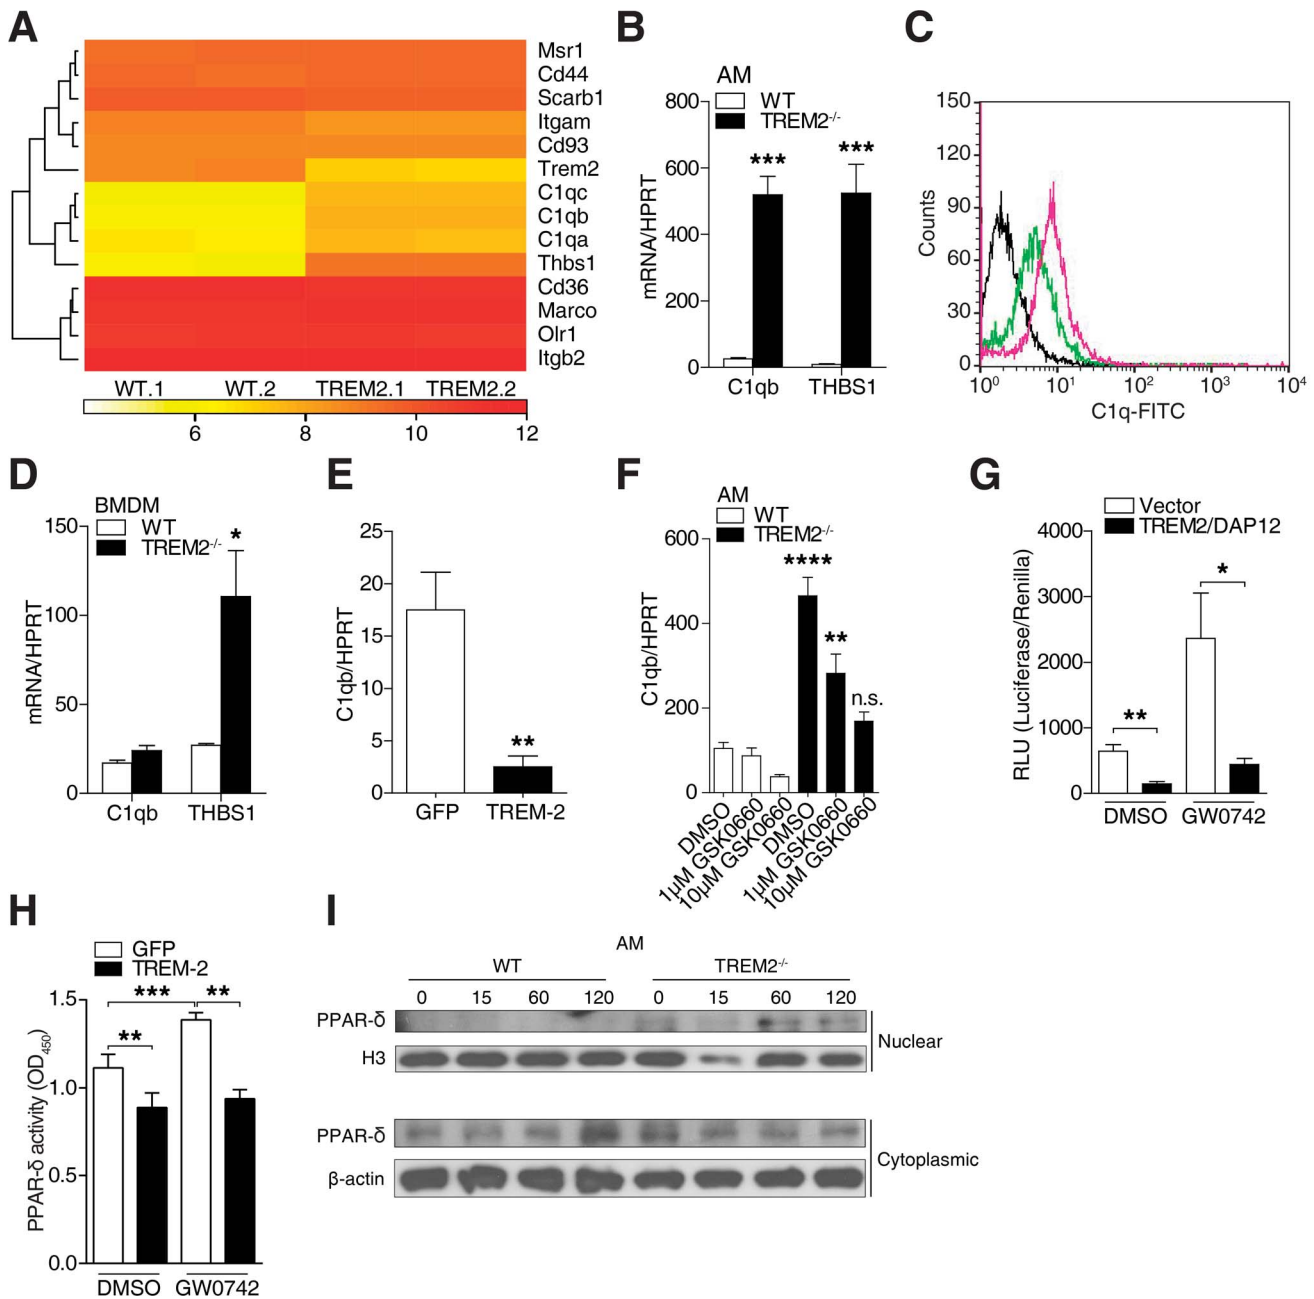 A
Msr1
Cd44
Scarb1
Itgam
Cd93
Trem2
C1qc
C1qb
C1qa
Thbs1
Cd36
Marco
Olr1
Itgb2
WT.1 WT.2 TREM2.1 TREM2.2
6 8 10 12
B
AM
WT
TREM2-/-
mRNA/HPRT
800
600
400
200
0
*** ***
C1qb THBS1
C
Counts
150
120
90
60
30
0
10^0 10^1 10^2 10^3 10^4
C1q-FITC
D
BMDM
WT
TREM2-/-
mRNA/HPRT
150
100
50
0
*
C1qb THBS1
E
C1qb/HPRT
25
20
15
10
5
0
**
GFP TREM-2
F
AM
WT
TREM2-/-
C1qb/HPRT
600
400
200
0
****
**
n.s.
DMSO
1μM GSK0660
10μM GSK0660
DMSO
1μM GSK0660
10μM GSK0660
G
Vector
TREM2/DAP12
RLU (Luciferase/Renilla)
4000
3000
2000
1000
0
** *
DMSO GW0742
H
GFP
TREM-2
PPAR-δ activity (OD450)
1.5
1.0
0.5
0.0
*** **
**
DMSO GW0742
I
AM
WT TREM2-/-
0 15 60 120 0 15 60 120
PPAR-δ
H3
Nuclear
PPAR-δ
β-actin
Cytoplasmic